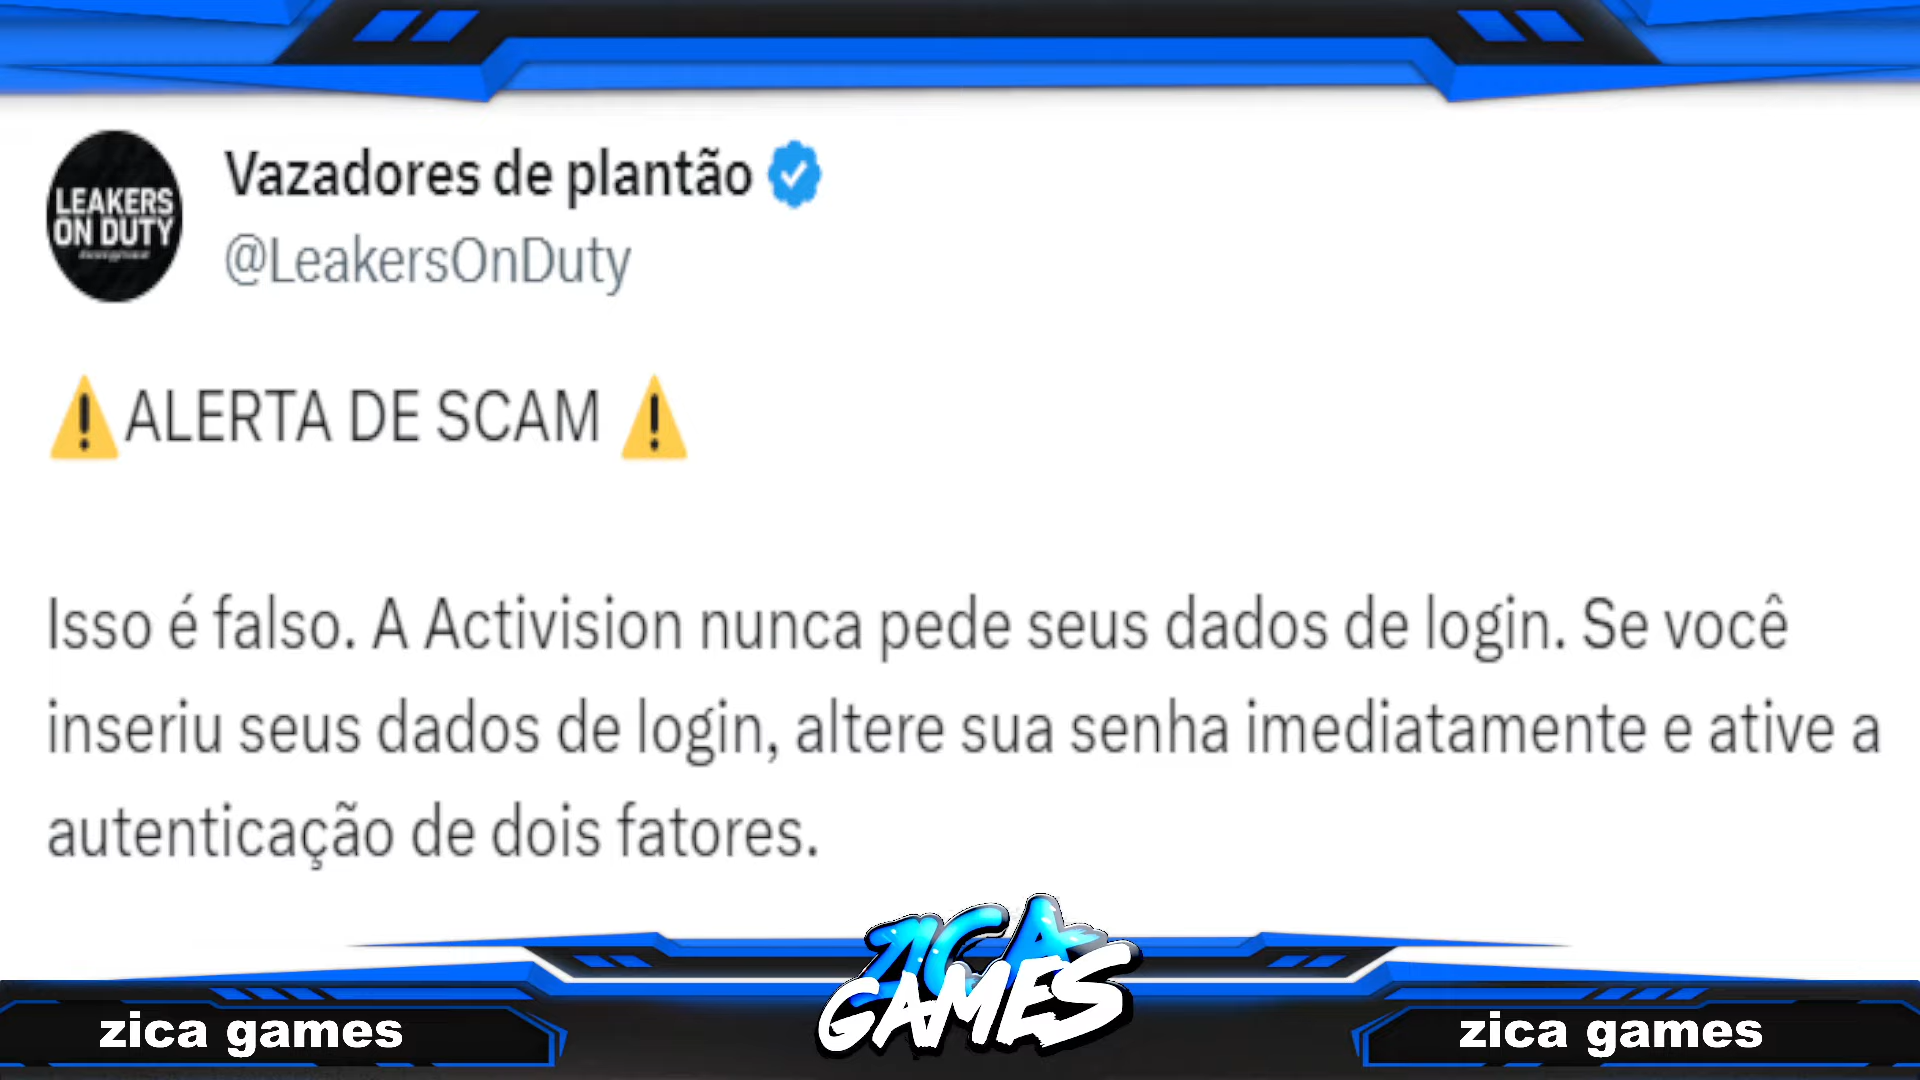 LEAKERS
ON DUTY
Vazadores de plantão
@LeakersOnDuty
⚠️ALERTA DE SCAM ⚠️
Isso é falso. A Activision nunca pede seus dados de login. Se você
inseriu seus dados de login, altere sua senha imediatamente e ative a
autenticação de dois fatores.
ZICA
GAMES
zica games
zica games